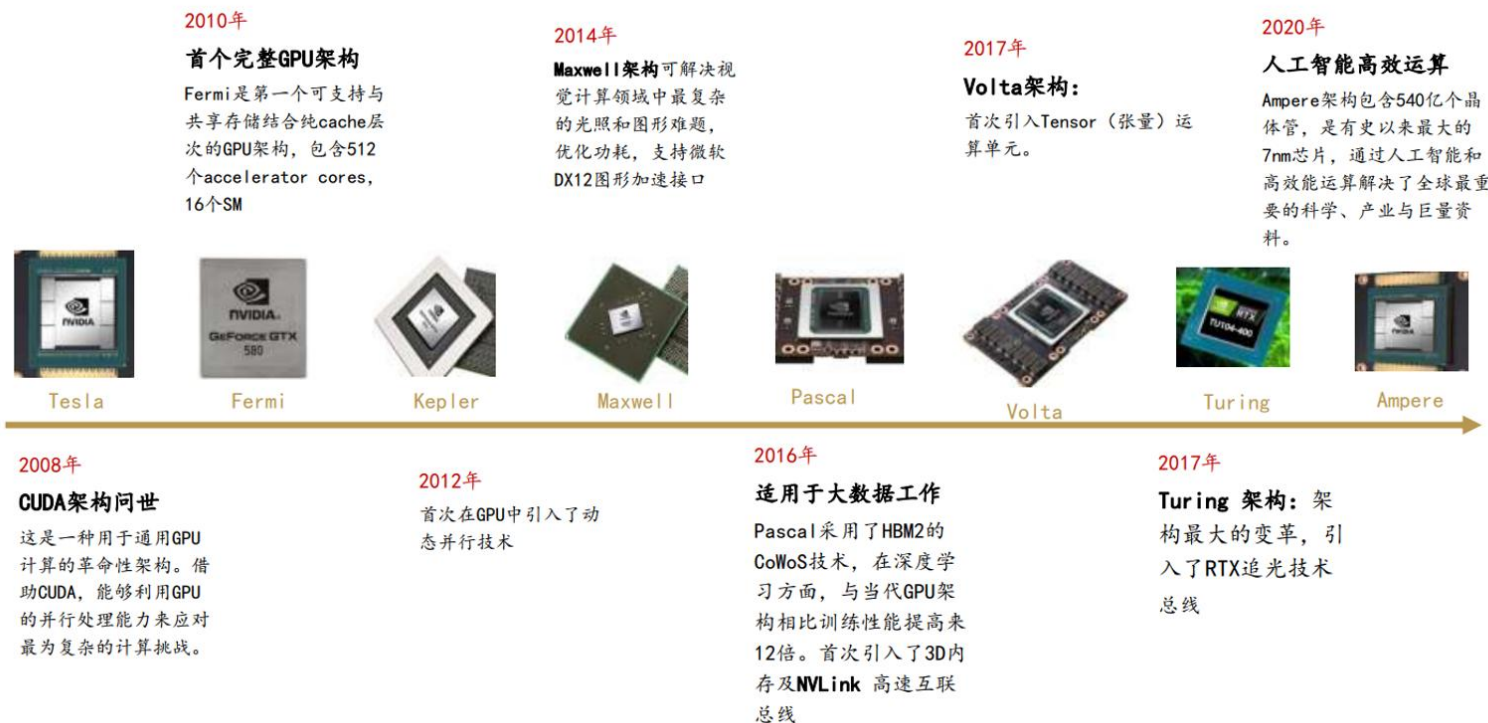 2010年
首个完整GPU架构
Fermi是第一个可支持与
共享存储结合纯cache层
次的GPU架构，包含512
个accelerator cores，
16个SM
2014年
Maxwell架构可解决视
觉计算领域中最复杂
的光照和图形难题，
优化功耗，支持微软
DX12图形加速接口
2017年
Volta架构：
首次引入Tensor（张量）运
算单元。
2020年
人工智能高效运算
Ampere架构包含540亿个晶
体管，是有史以来最大的
7nm芯片，通过人工智能和
高效能运算解决了全球最重
要的科学、产业与巨量资
料。
NVIDIA
NVIDIA.
GEFORCE GTX
580
RTX
TU104-400
NVIDIA
Tesla
Fermi
Kepler
Maxwell
Pascal
Volta
Turing
Ampere
2008年
CUDA架构问世
这是一种用于通用GPU
计算的革命性架构。借
助CUDA，能够利用GPU
的并行处理能力来应对
最为复杂的计算挑战。
2012年
首次在GPU中引入了动
态并行技术
2016年
适用于大数据工作
Pascal采用了HBM2的
CoWoS技术，在深度学
习方面，与当代GPU架
构相比训练性能提高来
12倍。首次引入了3D内
存及NVLink 高速互联
总线
2017年
Turing 架构：架
构最大的变革，引
入了RTX追光技术
总线